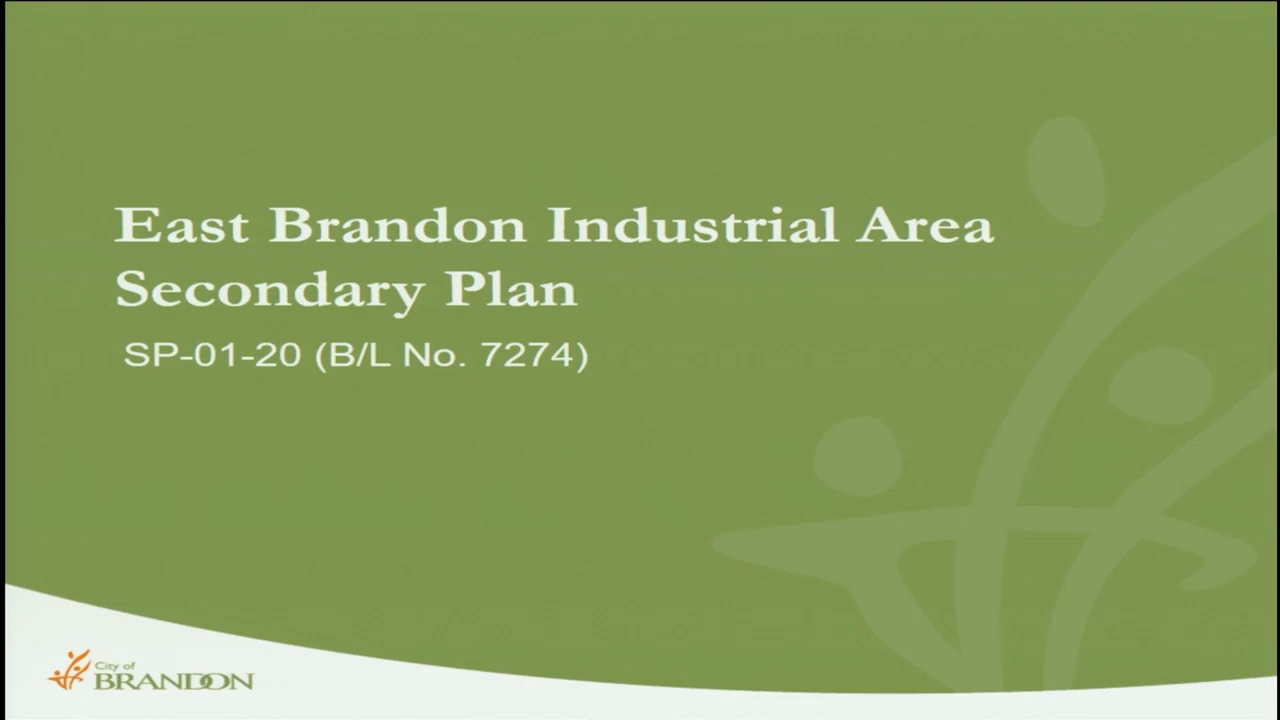 East Brandon Industrial Area
Secondary Plan
SP-01-20 (B/L No. 7274)
City of
BRANDON